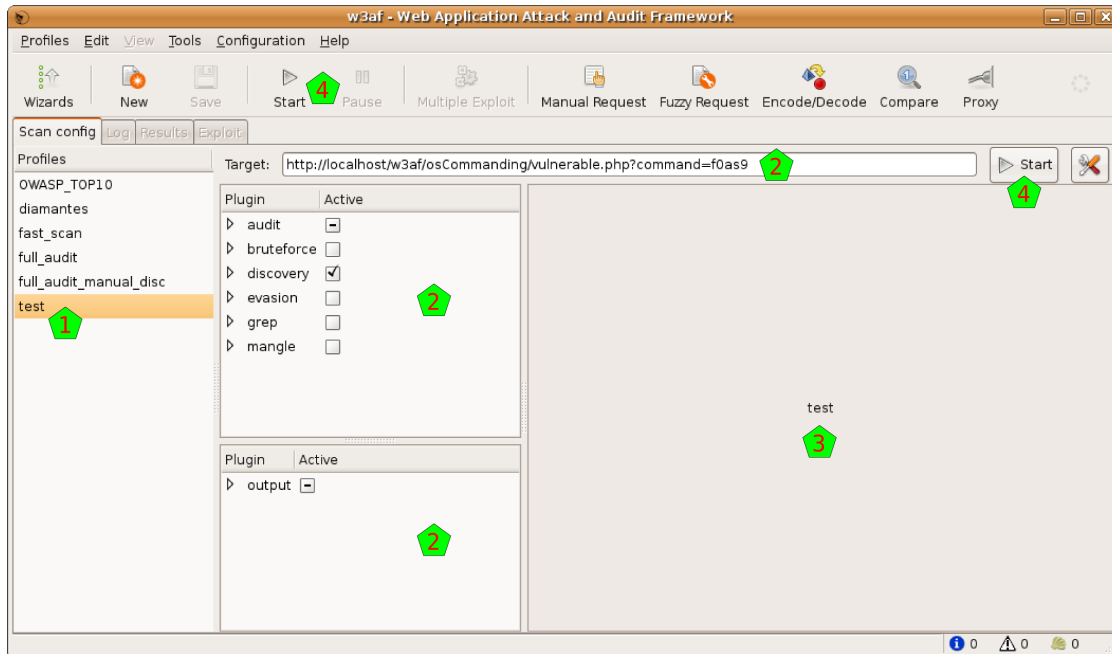 w3af - Web Application Attack and Audit Framework
Profiles Edit View Tools Configuration Help
Wizards New Save Start 4 Pause Multiple Exploit Manual Request Fuzzy Request Encode/Decode Compare Proxy
Scan config Log Results Exploit
Profiles
OWASP_TOP10
diamantes
fast_scan
full_audit
full_audit_manual_disc
test
1
Target: http://localhost/w3af/osCommanding/vulnerable.php?command=f0as9 2 Start
4
Plugin Active
audit
bruteforce
discovery
evasion
grep
mangle
2
Plugin Active
output
2
test
3
0 0 0